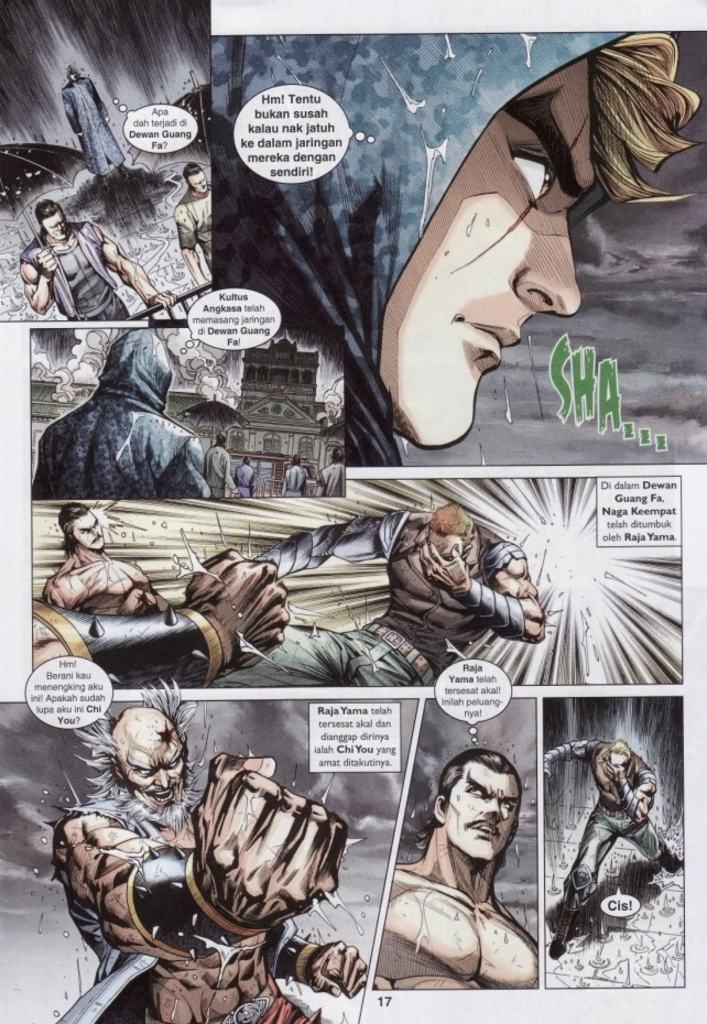 Apa
dah terjadi di
Dewan Guang
Fa?
Hm! Tentu
bukan susah
kalau nak jatuh
ke dalam jaringan
mereka dengan
sendiri!
Kultus
Angkasa telah
memasang jaringan
di Dewan Guang
Fa!
SHA...
Di dalam Dewan
Guang Fa,
Naga Keempat
telah ditumbuk
oleh Raja Yama.
Hm!
Berani kau
menengking aku
ini! Apakah sudah
lupa aku ini Chi
You?
Raja Yama telah
tersesat akal dan
dianggap dirinya
ialah Chi You yang
amat ditakutinya.
Raja
Yama telah
tersesat akal!
Inilah peluang-
nya!
Cis!
17